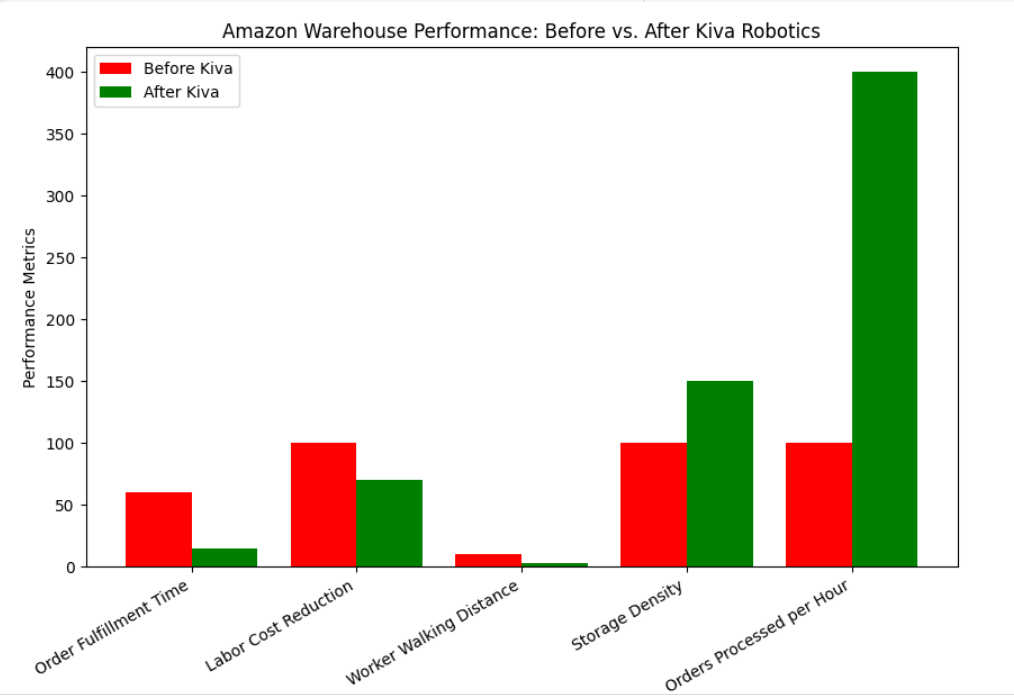 Amazon Warehouse Performance: Before vs. After Kiva Robotics
Before Kiva
After Kiva
Performance Metrics
400
350
300
250
200
150
100
50
0
Order Fulfillment Time
Labor Cost Reduction
Worker Walking Distance
Storage Density
Orders Processed per Hour